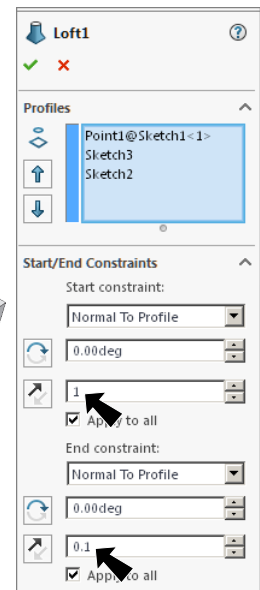 Loft1
Profiles
Point1@Sketch1<1>
Sketch3
Sketch2
Start/End Constraints
Start constraint:
Normal To Profile
0.00deg
1
Apply to all
End constraint:
Normal To Profile
0.00deg
0.1
Apply to all